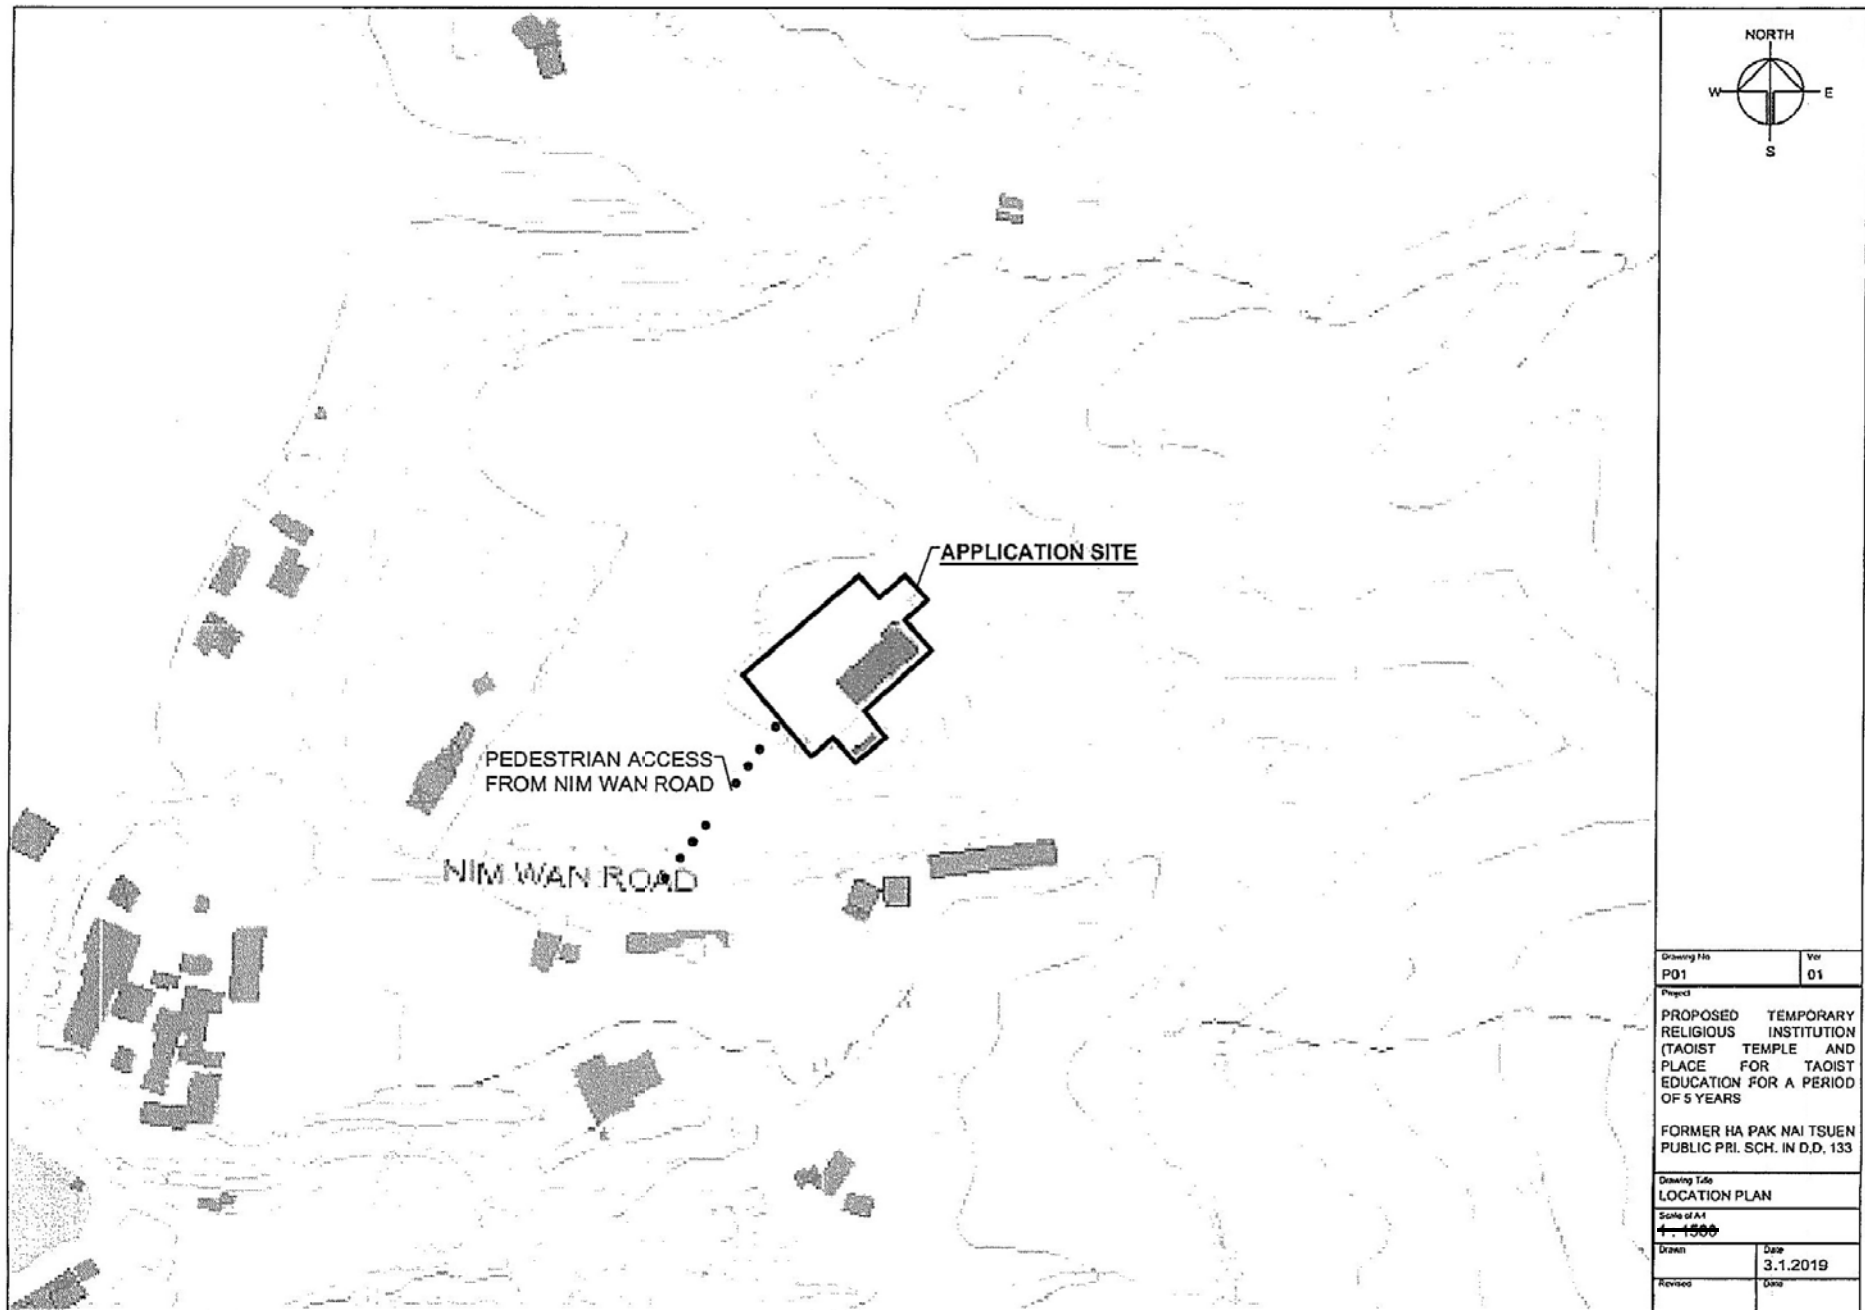 NORTH
W
E
S
APPLICATION SITE
PEDESTRIAN ACCESS
FROM NIM WAN ROAD
NIM WAN ROAD
Drawing No
Ver
P01
01
Project
PROPOSED TEMPORARY
RELIGIOUS INSTITUTION
(TAOIST TEMPLE AND
PLACE FOR TAOIST
EDUCATION FOR A PERIOD
OF 5 YEARS
FORMER HA PAK NAI TSUEN
PUBLIC PRI. SCH. IN D.D. 133
Drawing Title
LOCATION PLAN
Scale of A4
1 : 1500
Drawn
Date
3.1.2019
Revised
Date